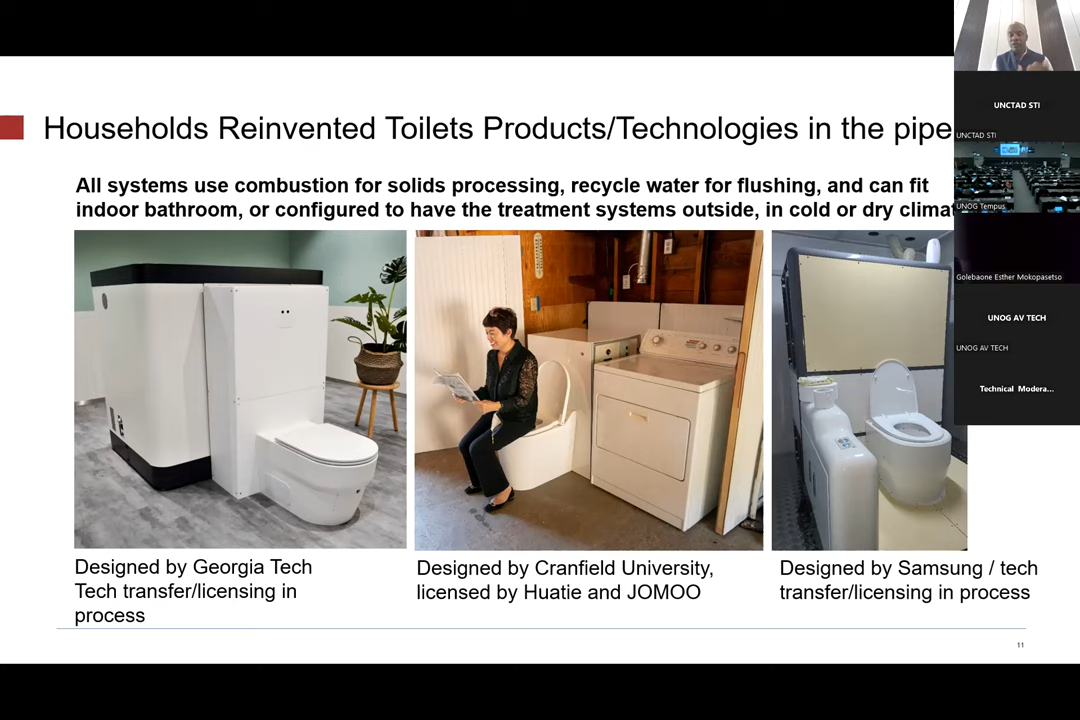 Households Reinvented Toilets Products/Technologies in the pipe
All systems use combustion for solids processing, recycle water for flushing, and can fit
indoor bathroom, or configured to have the treatment systems outside, in cold or dry climat
Designed by Georgia Tech
Tech transfer/licensing in
process
Designed by Cranfield University,
licensed by Huatie and JOMOO
Designed by Samsung / tech
transfer/licensing in process
11
UNCTAD STI
UNCTAD STI
UNOG Tempus
Golebaone Esther Mokopasetso
UNOG AV TECH
UNOG AV TECH
Technical Modera...